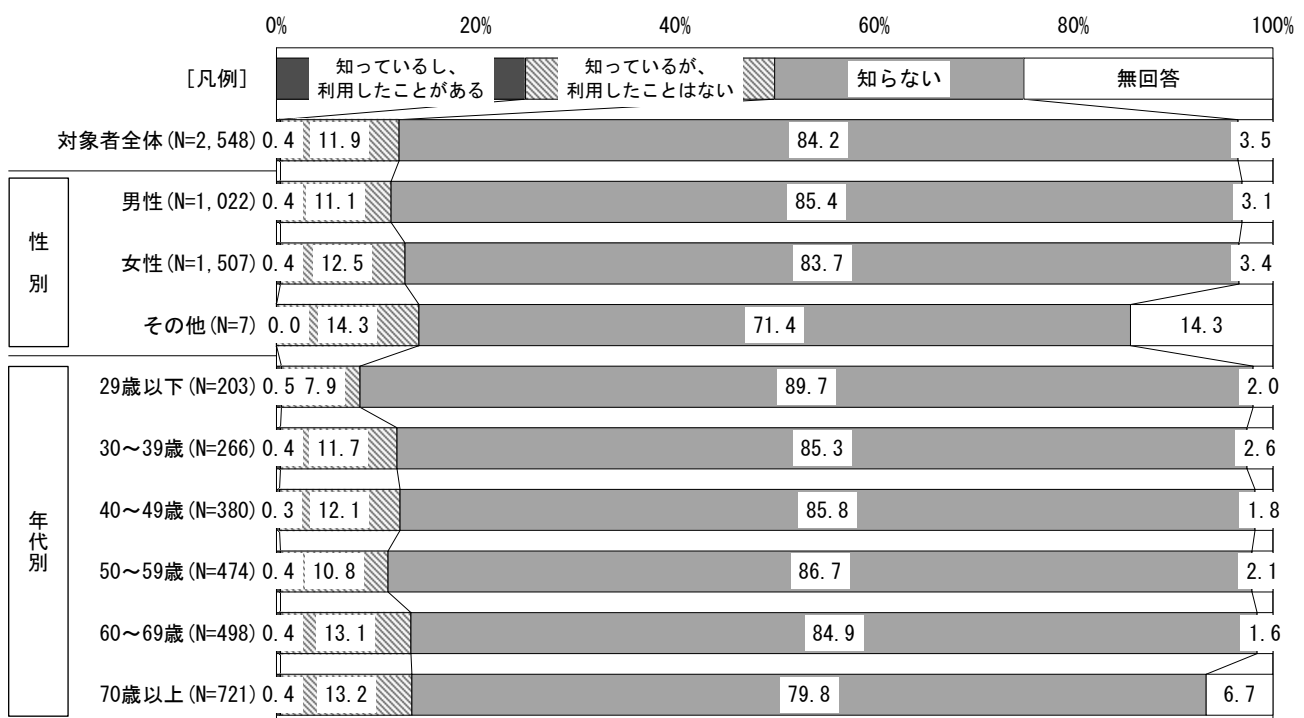 0% 20% 40% 60% 80% 100%
[凡例] 知っているし、利用したことがある 知っているが、利用したことはない 知らない 無回答
対象者全体(N=2,548) 0.4 11.9 84.2 3.5
性別
男性(N=1,022) 0.4 11.1 85.4 3.1
女性(N=1,507) 0.4 12.5 83.7 3.4
その他(N=7) 0.0 14.3 71.4 14.3
年代別
29歳以下(N=203) 0.5 7.9 89.7 2.0
30～39歳(N=266) 0.4 11.7 85.3 2.6
40～49歳(N=380) 0.3 12.1 85.8 1.8
50～59歳(N=474) 0.4 10.8 86.7 2.1
60～69歳(N=498) 0.4 13.1 84.9 1.6
70歳以上(N=721) 0.4 13.2 79.8 6.7